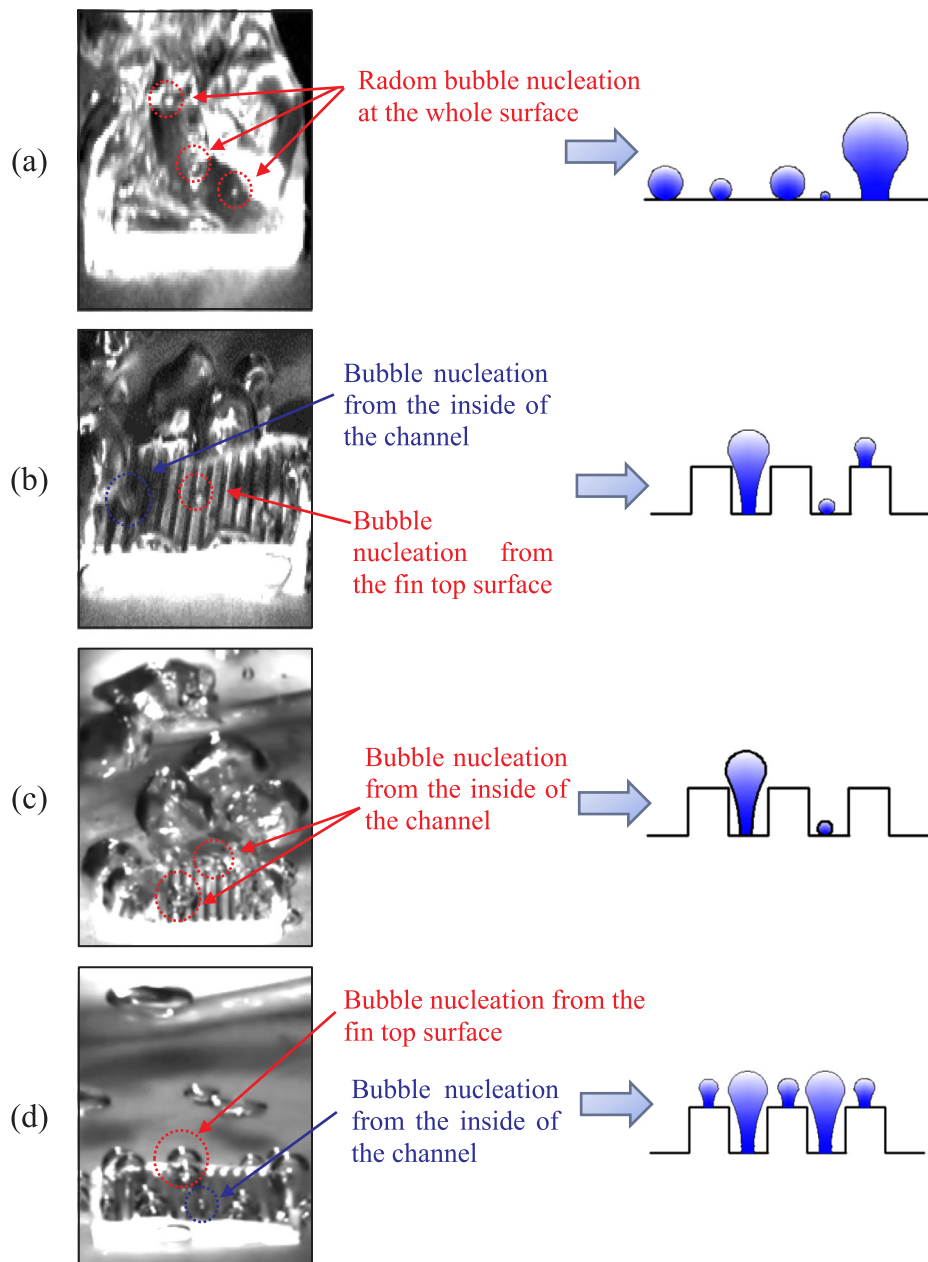 (a)
Radom bubble nucleation
at the whole surface
(b)
Bubble nucleation
from the inside of
the channel
Bubble
nucleation from
the fin top surface
(c)
Bubble nucleation
from the inside of
the channel
(d)
Bubble nucleation from the
fin top surface
Bubble nucleation
from the inside of
the channel